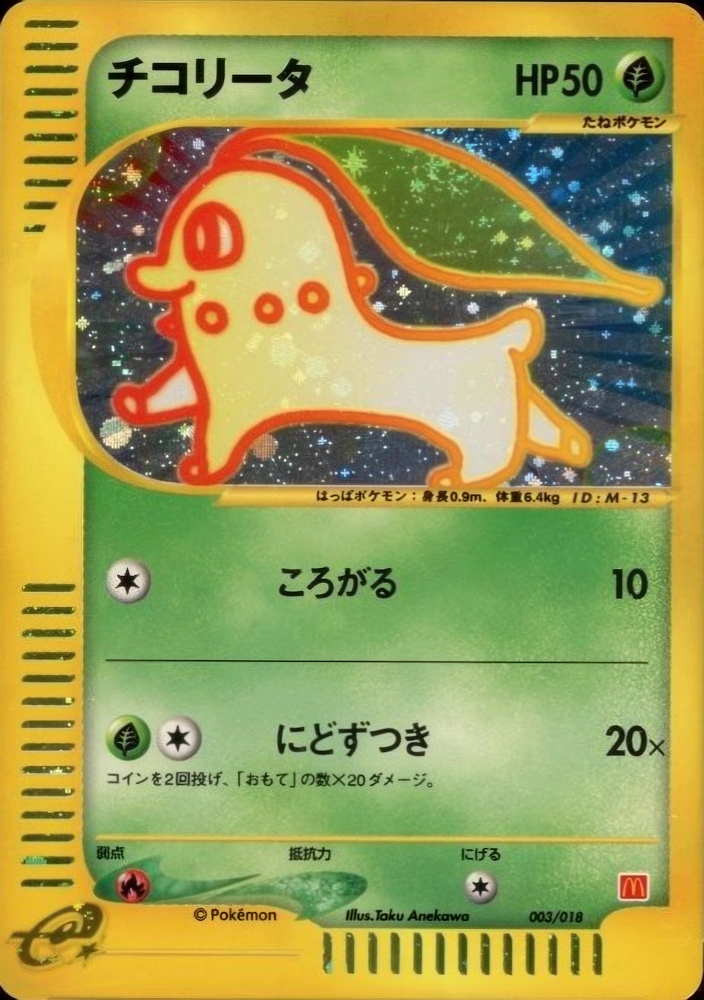 チコリータ HP50
たねポケモン
はっぱポケモン：身長0.9m、体重6.4kg ID:M-13
ころがる 10
にどずつき 20×
コインを2回投げ、「おもて」の数×20ダメージ。
弱点 抵抗力 にげる
© Pokémon Illus.Taku Anekawa 003/018